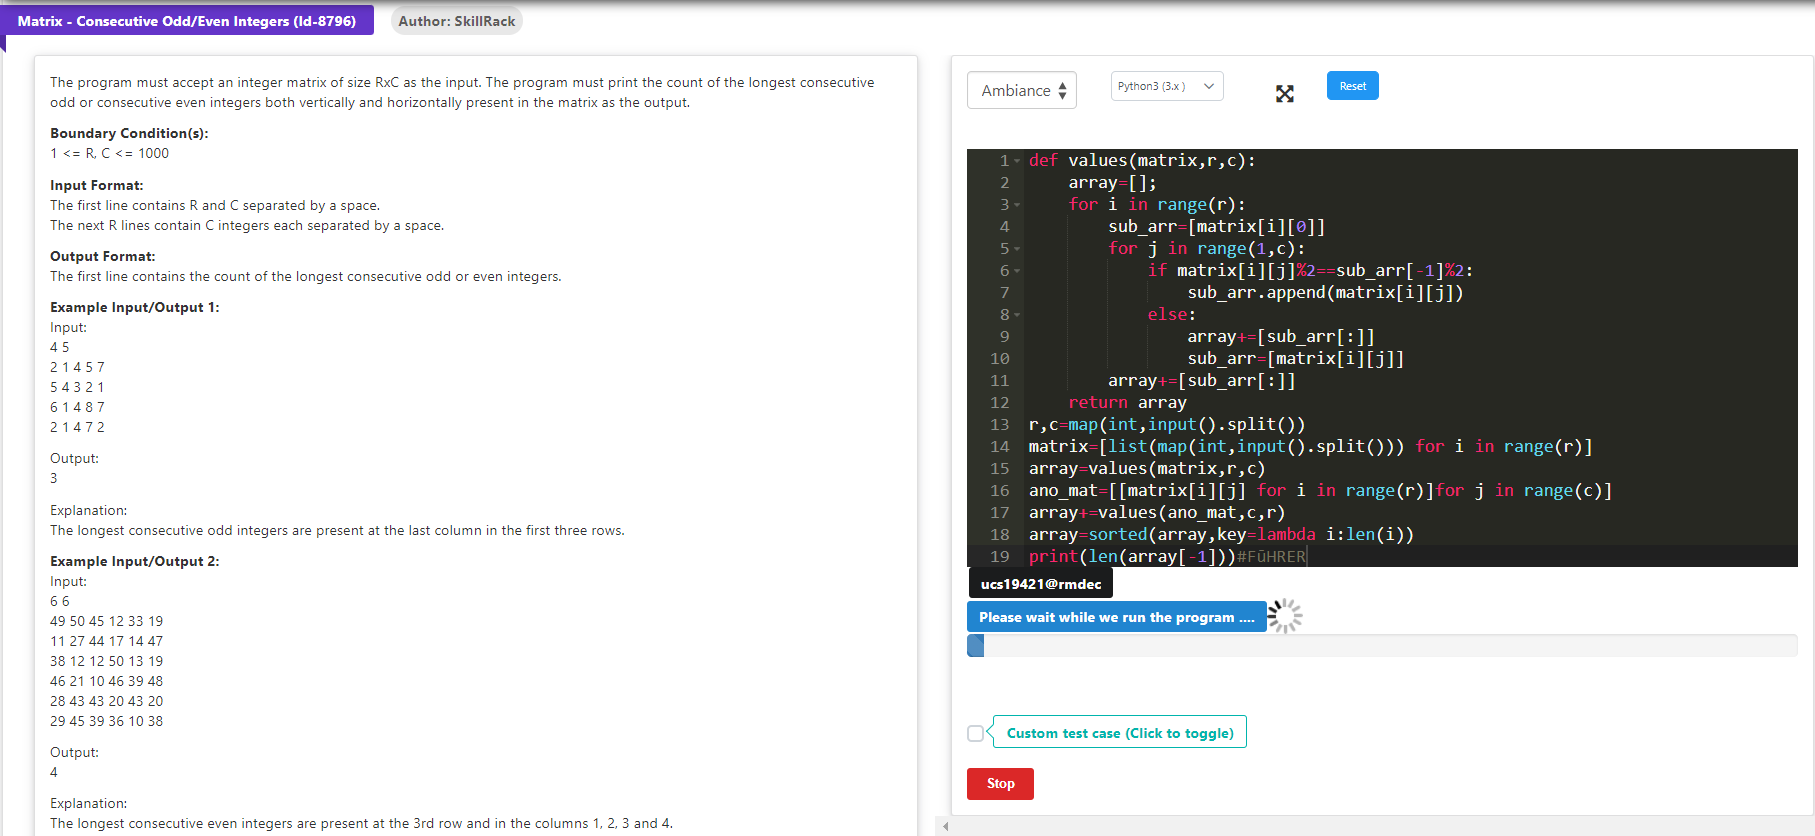 Matrix - Consecutive Odd/Even Integers (Id-8796)
Author: SkillRack
The program must accept an integer matrix of size RxC as the input. The program must print the count of the longest consecutive
odd or consecutive even integers both vertically and horizontally present in the matrix as the output.
Boundary Condition(s):
1 <= R, C <= 1000
Input Format:
The first line contains R and C separated by a space.
The next R lines contain C integers each separated by a space.
Output Format:
The first line contains the count of the longest consecutive odd or even integers.
Example Input/Output 1:
Input:
4 5
2 1 4 5 7
5 4 3 2 1
6 1 4 8 7
2 1 4 7 2
Output:
3
Explanation:
The longest consecutive odd integers are present at the last column in the first three rows.
Example Input/Output 2:
Input:
6 6
49 50 45 12 33 19
11 27 44 17 14 47
38 12 12 50 13 19
46 21 10 46 39 48
28 43 43 20 43 20
29 45 39 36 10 38
Output:
4
Explanation:
The longest consecutive even integers are present at the 3rd row and in the columns 1, 2, 3 and 4.
Ambiance
Python3 (3.x )
Reset
1 def values(matrix,r,c):
2     array=[];
3     for i in range(r):
4         sub_arr=[matrix[i][0]]
5         for j in range(1,c):
6             if matrix[i][j]%2==sub_arr[-1]%2:
7                 sub_arr.append(matrix[i][j])
8             else:
9                 array+=[sub_arr[:]]
10                 sub_arr=[matrix[i][j]]
11         array+=[sub_arr[:]]
12     return array
13 r,c=map(int,input().split())
14 matrix=[list(map(int,input().split())) for i in range(r)]
15 array=values(matrix,r,c)
16 ano_mat=[[matrix[i][j] for i in range(r)]for j in range(c)]
17 array+=values(ano_mat,c,r)
18 array=sorted(array,key=lambda i:len(i))
19 print(len(array[-1]))#FūHRER
ucs19421@rmdec
Please wait while we run the program ....
Custom test case (Click to toggle)
Stop